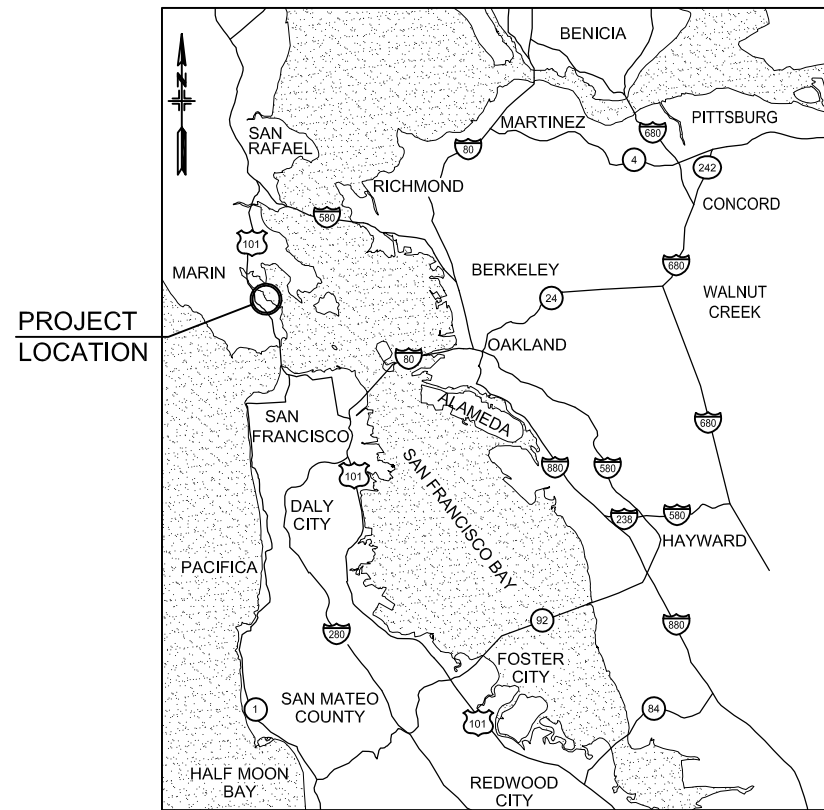 BENICIA
N
SAN
RAFAEL
MARTINEZ
PITTSBURG
680
80
4
242
RICHMOND
CONCORD
580
101
MARIN
BERKELEY
680
24
WALNUT
CREEK
PROJECT
LOCATION
80
OAKLAND
ALAMEDA
SAN
FRANCISCO
680
SAN FRANCISCO BAY
101
880
580
DALY
CITY
238
580
HAYWARD
PACIFICA
92
880
280
FOSTER
CITY
SAN MATEO
COUNTY
1
101
84
HALF MOON
BAY
REDWOOD
CITY